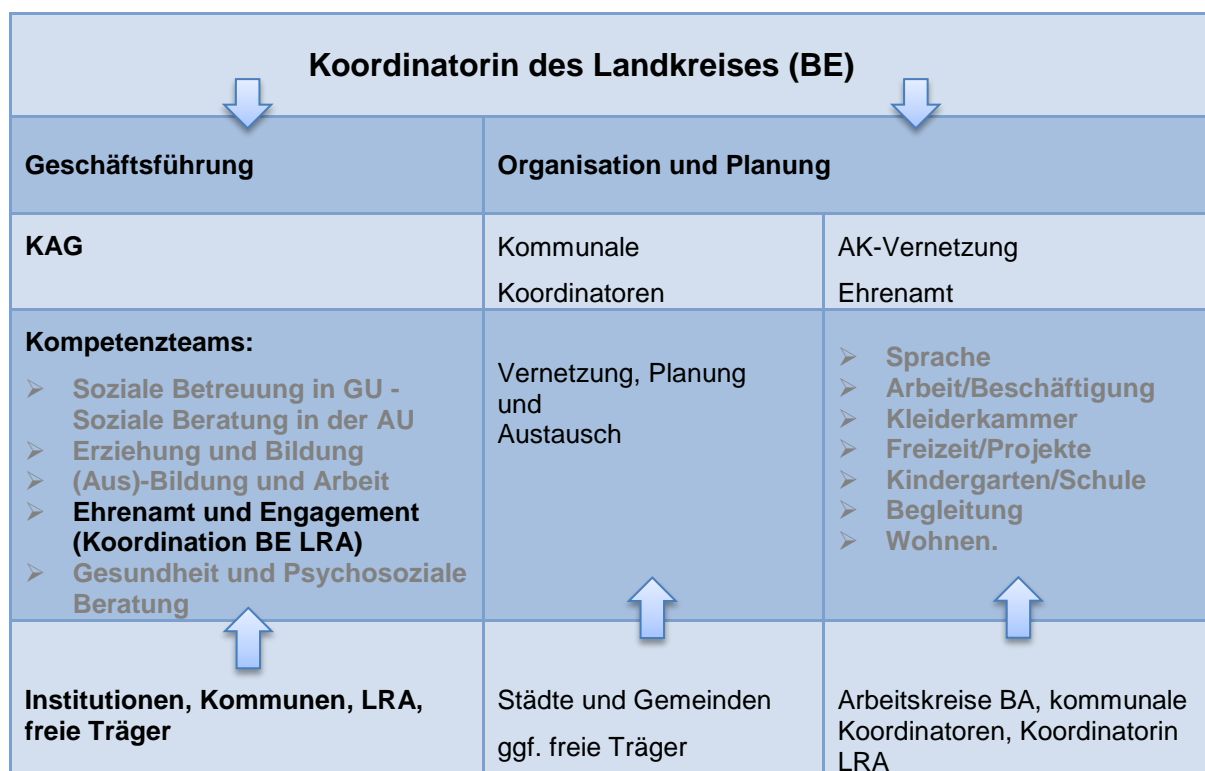 Koordinatorin des Landkreises (BE)
Geschäftsführung
Organisation und Planung
KAG
Kommunale
Koordinatoren
AK-Vernetzung
Ehrenamt
Kompetenzteams:
➢ Soziale Betreuung in GU -
Soziale Beratung in der AU
➢ Erziehung und Bildung
➢ (Aus)-Bildung und Arbeit
➢ Ehrenamt und Engagement
(Koordination BE LRA)
➢ Gesundheit und Psychosoziale
Beratung
Vernetzung, Planung
und
Austausch
➢ Sprache
➢ Arbeit/Beschäftigung
➢ Kleiderkammer
➢ Freizeit/Projekte
➢ Kindergarten/Schule
➢ Begleitung
➢ Wohnen.
Institutionen, Kommunen, LRA,
freie Träger
Städte und Gemeinden
ggf. freie Träger
Arbeitskreise BA, kommunale
Koordinatoren, Koordinatorin
LRA